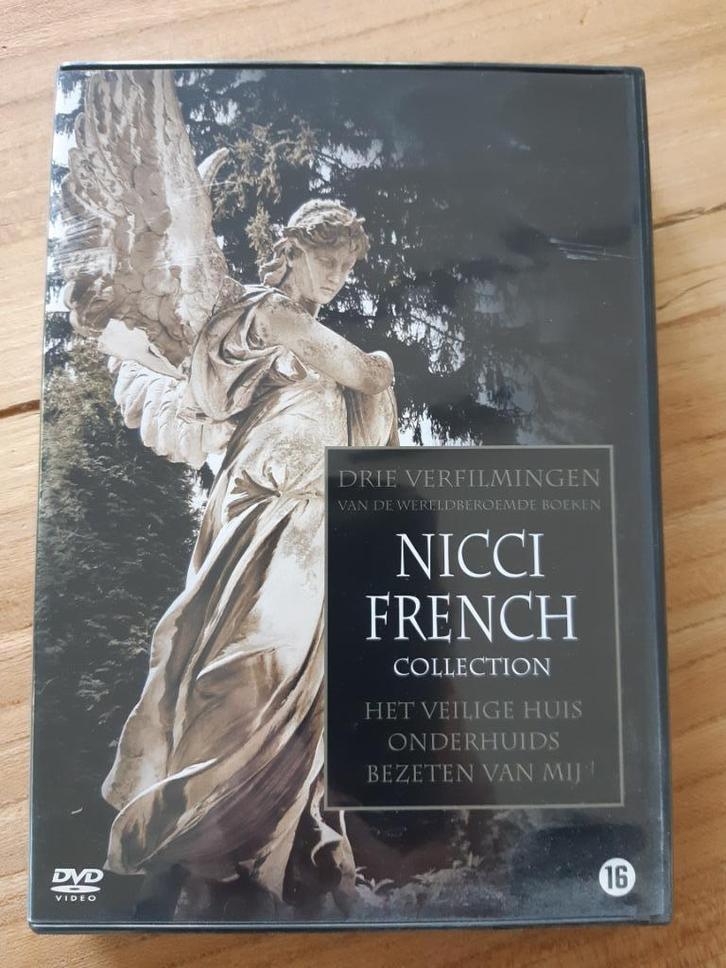 DRIE VERFILMINGEN
VAN DE WERELDBEROEMDE BOEKEN
NICCI
FRENCH
COLLECTION
HET VEILIGE HUIS
ONDERHUIDS
BEZETEN VAN MIJ
DVD
VIDEO
16